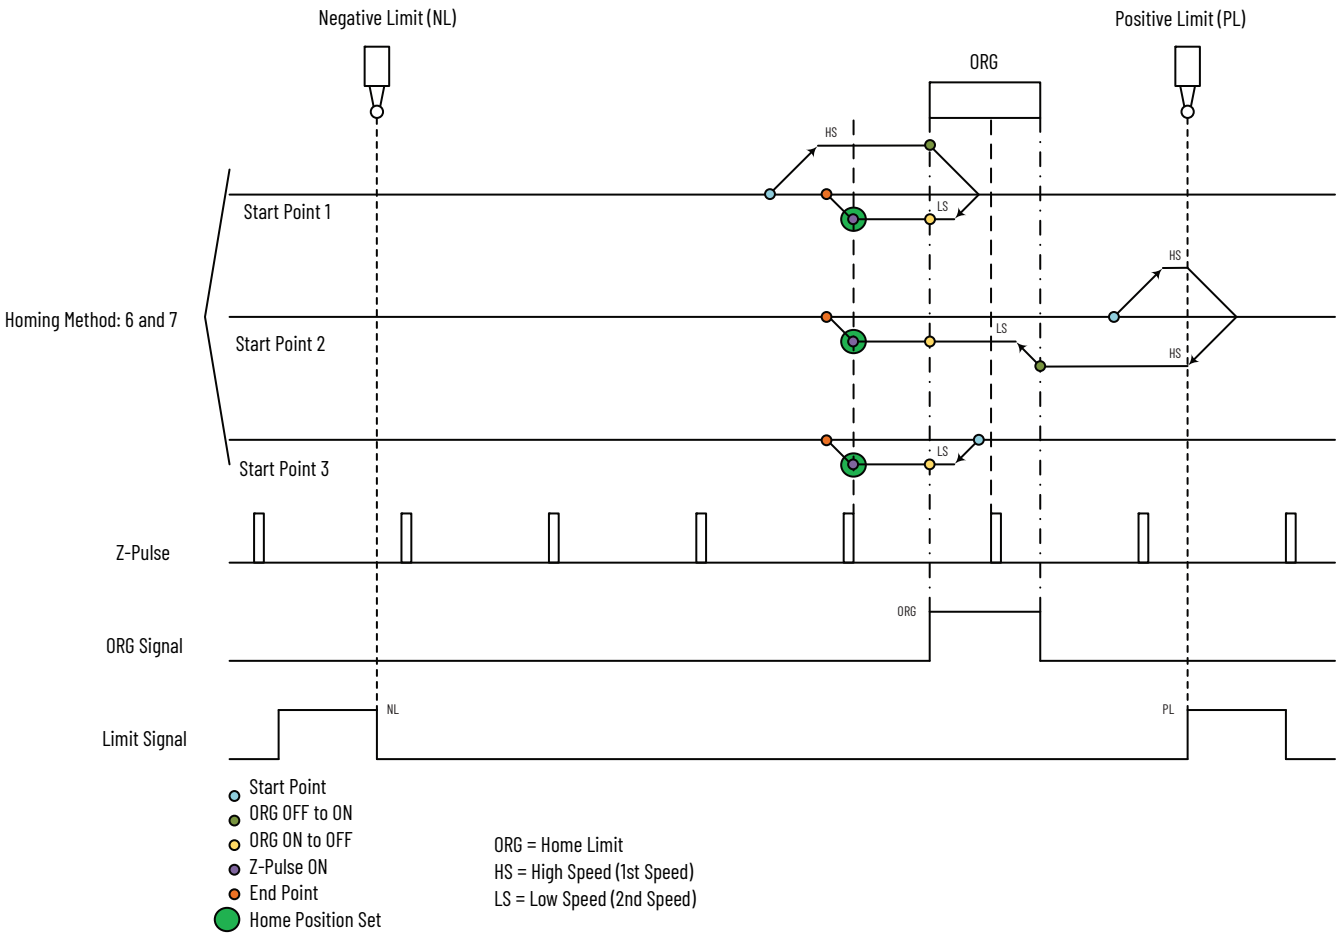 Negative Limit (NL)
Positive Limit (PL)
ORG
HS
LS
Start Point 1
HS
Homing Method: 6 and 7
LS
Start Point 2
HS
LS
Start Point 3
Z-Pulse
ORG
ORG Signal
NL
PL
Limit Signal
Start Point
ORG OFF to ON
ORG ON to OFF
Z-Pulse ON
End Point
Home Position Set
ORG = Home Limit
HS = High Speed (1st Speed)
LS = Low Speed (2nd Speed)